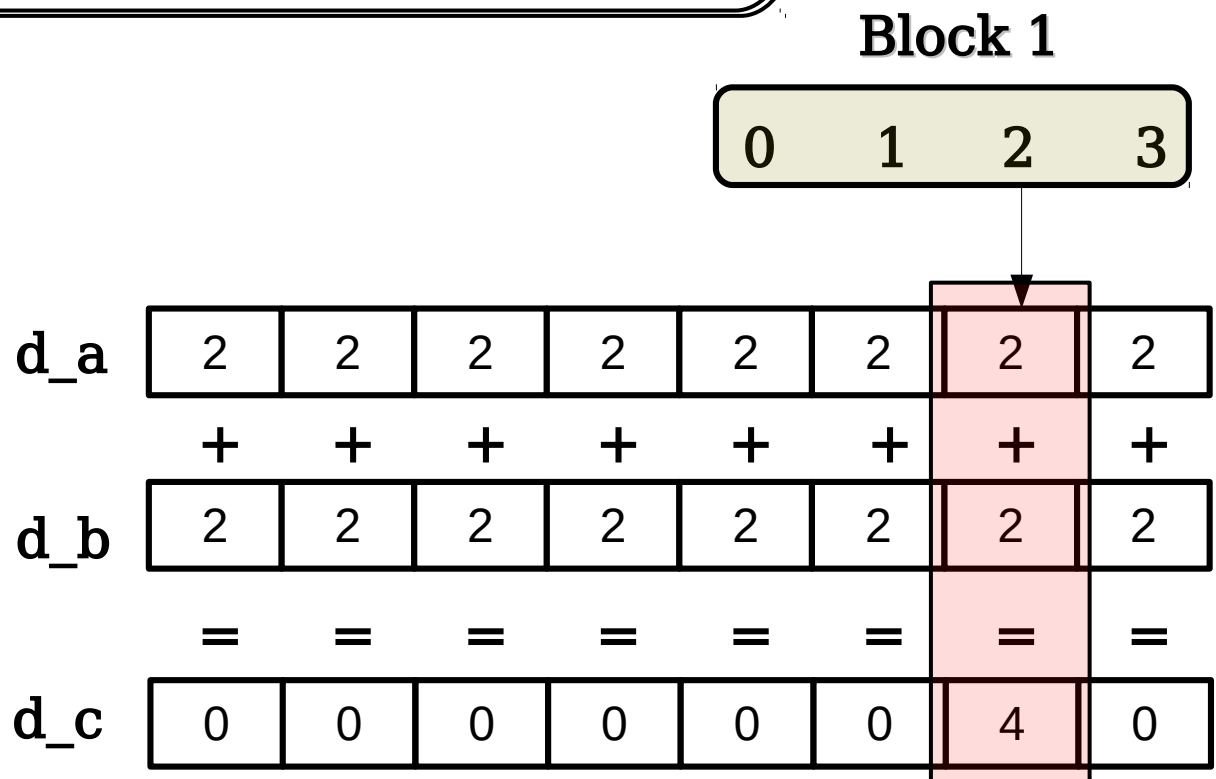 Block 1
0 1 2 3
d_a 2 2 2 2 2 2 2 2
+ + + + + + + +
d_b 2 2 2 2 2 2 2 2
= = = = = = = =
d_c 0 0 0 0 0 0 4 0